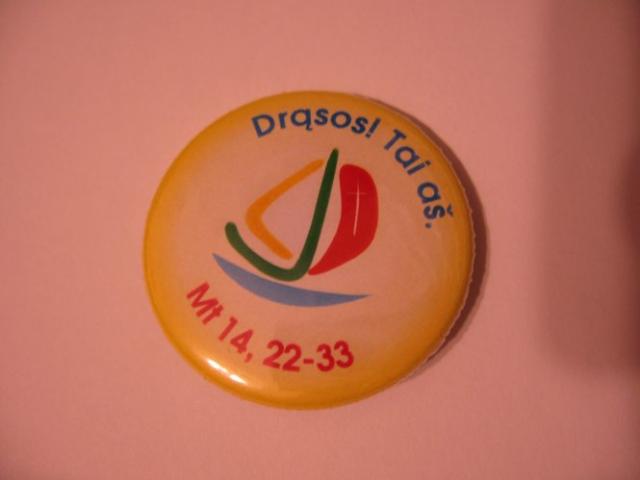 Drąsos! Tai aš.
Mt 14, 22-33